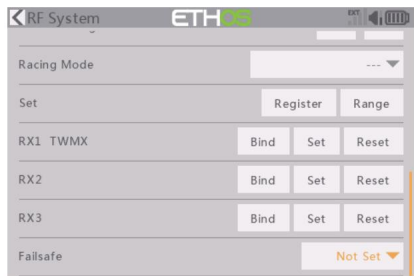 RF System ETHOS EXT
Racing Mode ---
Set Register Range
RX1 TWMX Bind Set Reset
RX2 Bind Set Reset
RX3 Bind Set Reset
Failsafe Not Set